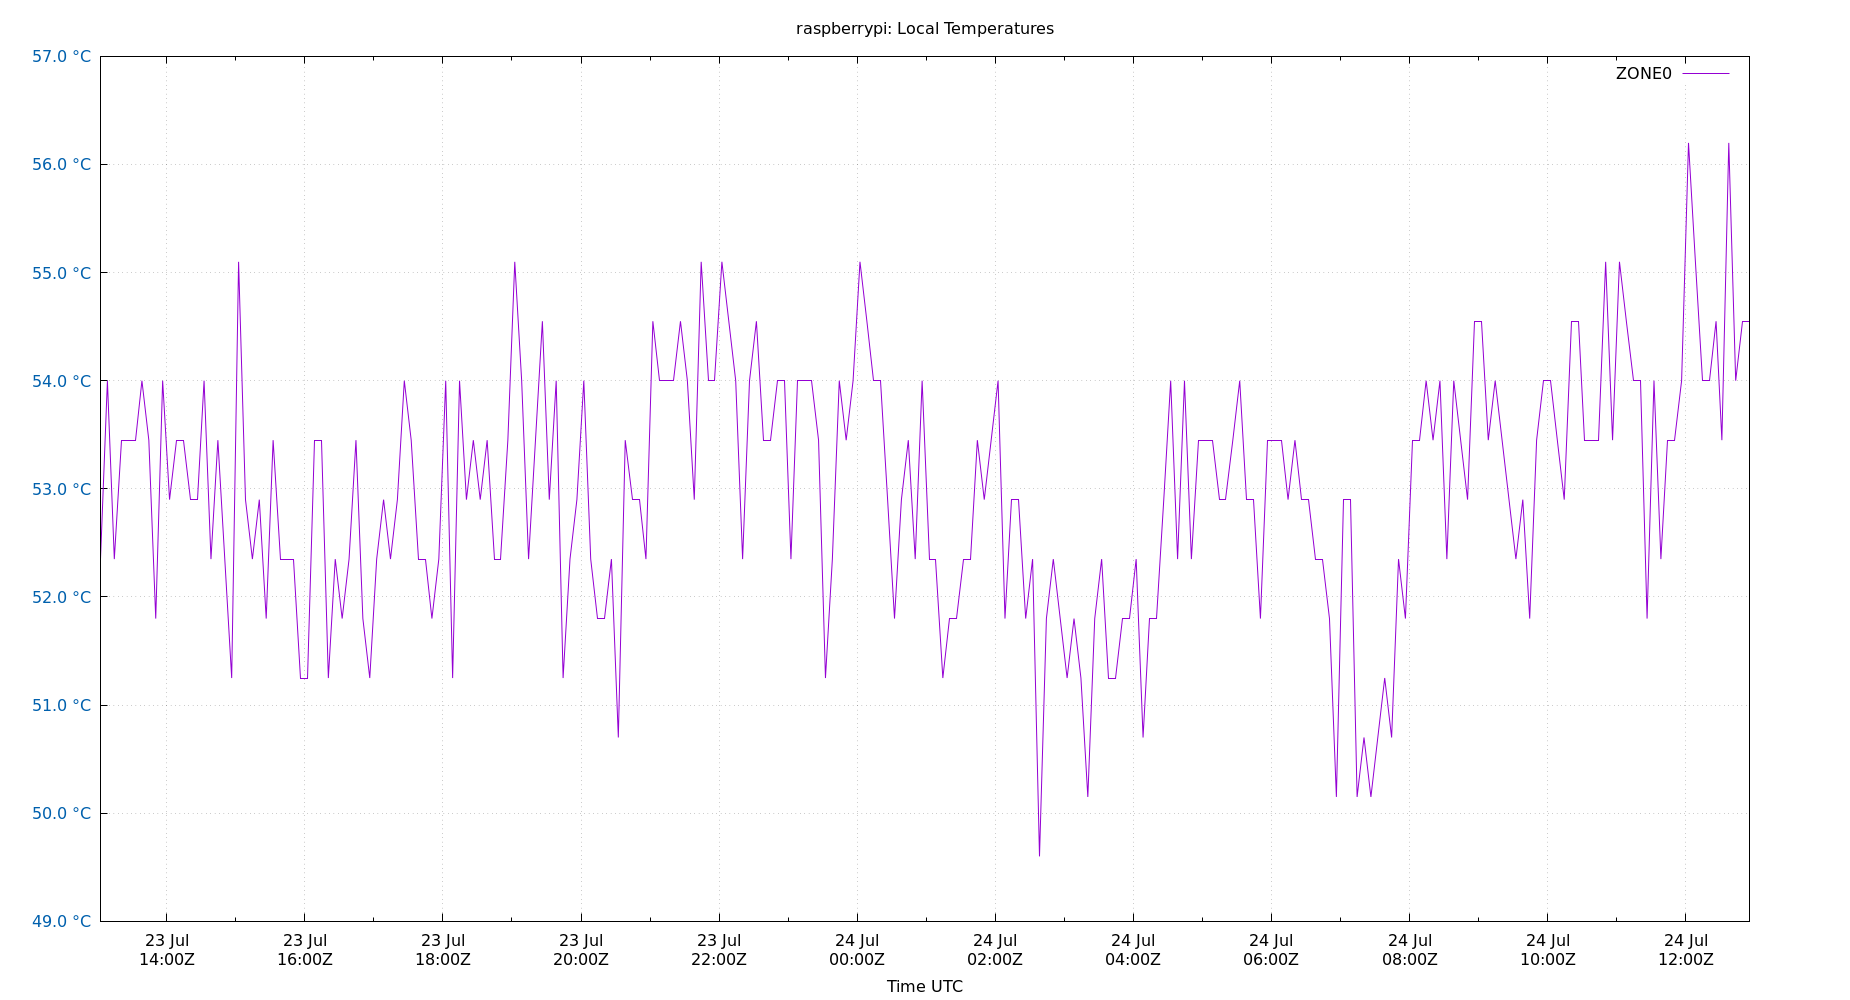 raspberrypi: Local Temperatures
57.0 °C
ZONE0
56.0 °C
55.0 °C
54.0 °C
53.0 °C
52.0 °C
51.0 °C
50.0 °C
49.0 °C
23 Jul 23 Jul 23 Jul 23 Jul 23 Jul 24 Jul 24 Jul 24 Jul 24 Jul 24 Jul 24 Jul 24 Jul
14:00Z 16:00Z 18:00Z 20:00Z 22:00Z 00:00Z 02:00Z 04:00Z 06:00Z 08:00Z 10:00Z 12:00Z
Time UTC